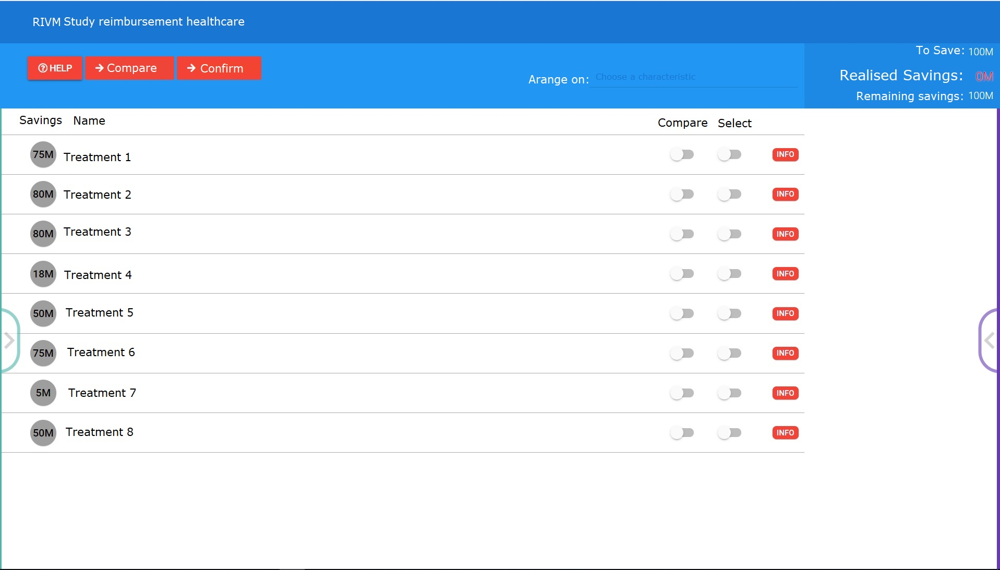 RIVM Study reimbursement healthcare
HELP Compare Confirm
Arange on: Choose a characteristic
To Save: 100M
Realised Savings: 0M
Remaining savings: 100M
Savings Name Compare Select
75M Treatment 1 INFO
80M Treatment 2 INFO
80M Treatment 3 INFO
18M Treatment 4 INFO
50M Treatment 5 INFO
75M Treatment 6 INFO
5M Treatment 7 INFO
50M Treatment 8 INFO